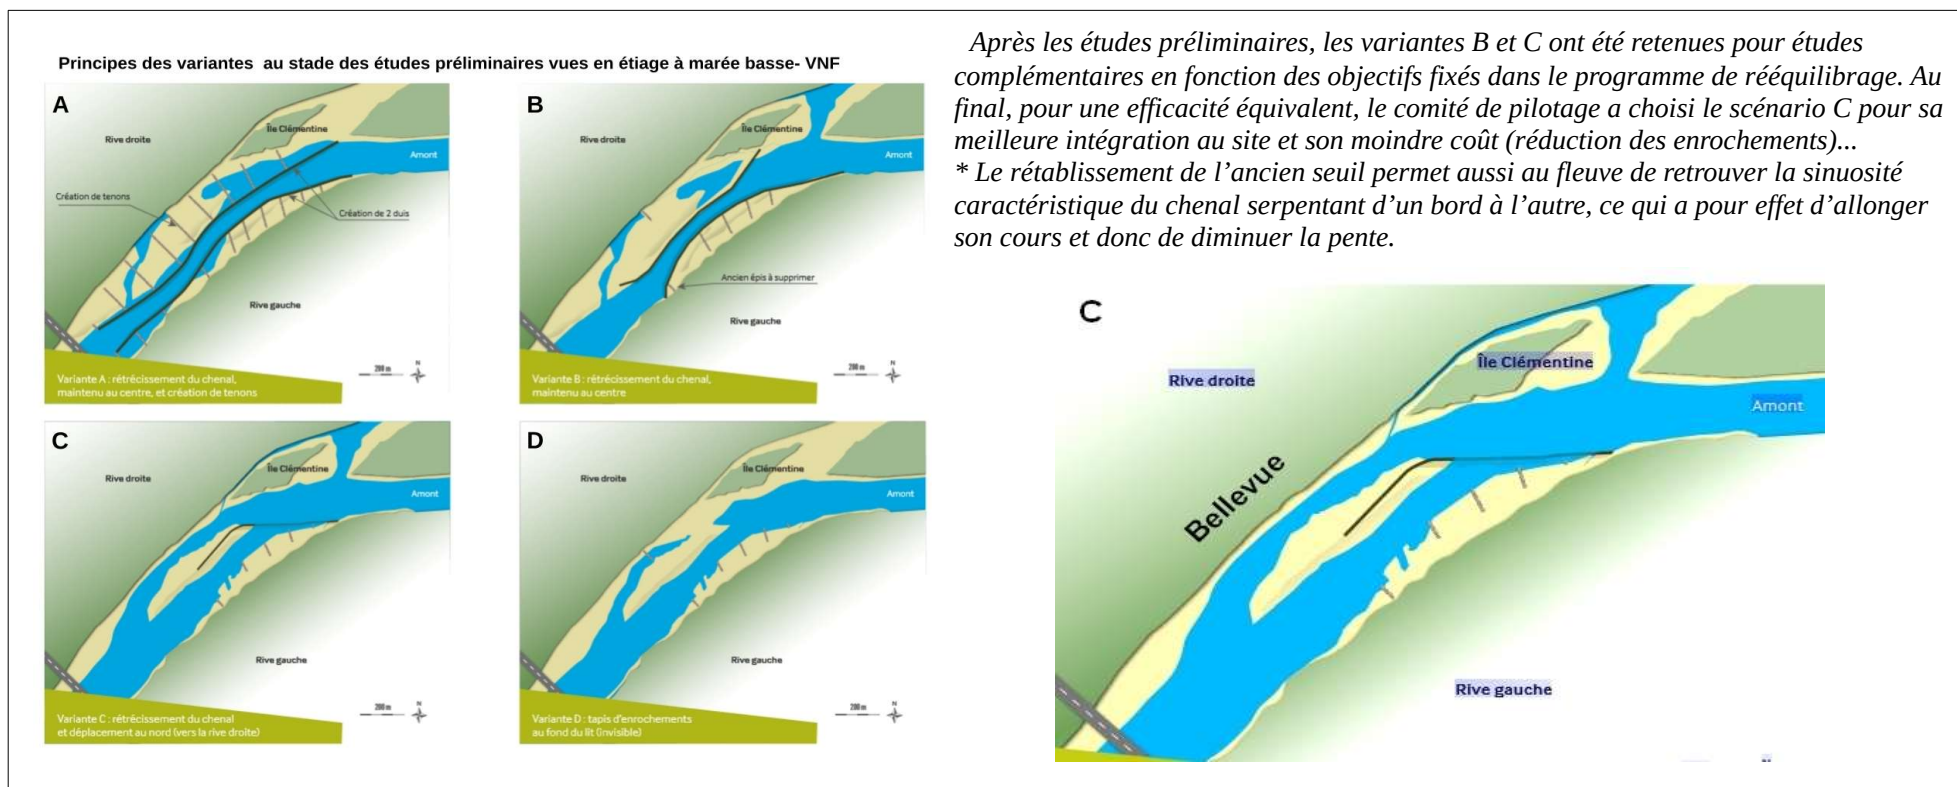 Principes des variantes au stade des études préliminaires vues en étiage à marée basse- VNF
A
Rive droite
Île Clémentine
Amont
Création de tenons
Création de 2 duis
Rive gauche
200 m
N
Variante A : rétrécissement du chenal,
maintenu au centre, et création de tenons
B
Rive droite
Île Clémentine
Amont
Ancien épis à supprimer
Rive gauche
200 m
N
Variante B : rétrécissement du chenal,
maintenu au centre
C
Rive droite
Île Clémentine
Amont
Rive gauche
200 m
N
Variante C : rétrécissement du chenal
et déplacement au nord (vers la rive droite)
D
Rive droite
Île Clémentine
Amont
Rive gauche
200 m
N
Variante D : tapis d'enrochements
au fond du lit (invisible)
Après les études préliminaires, les variantes B et C ont été retenues pour études
complémentaires en fonction des objectifs fixés dans le programme de rééquilibrage. Au
final, pour une efficacité équivalent, le comité de pilotage a choisi le scénario C pour sa
meilleure intégration au site et son moindre coût (réduction des enrochements)...
* Le rétablissement de l'ancien seuil permet aussi au fleuve de retrouver la sinuosité
caractéristique du chenal serpentant d'un bord à l'autre, ce qui a pour effet d'allonger
son cours et donc de diminuer la pente.
C
Rive droite
Île Clémentine
Amont
Bellevue
Rive gauche